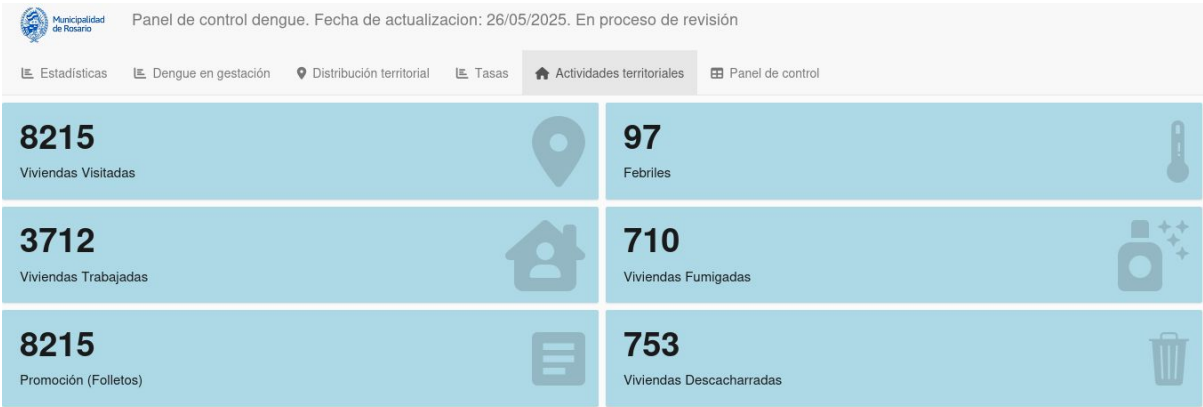 Municipalidad
de Rosario
Panel de control dengue. Fecha de actualizacion: 26/05/2025. En proceso de revisión
Estadísticas Dengue en gestación Distribución territorial Tasas Actividades territoriales Panel de control
8215
Viviendas Visitadas
97
Febriles
3712
Viviendas Trabajadas
710
Viviendas Fumigadas
8215
Promoción (Folletos)
753
Viviendas Descacharradas